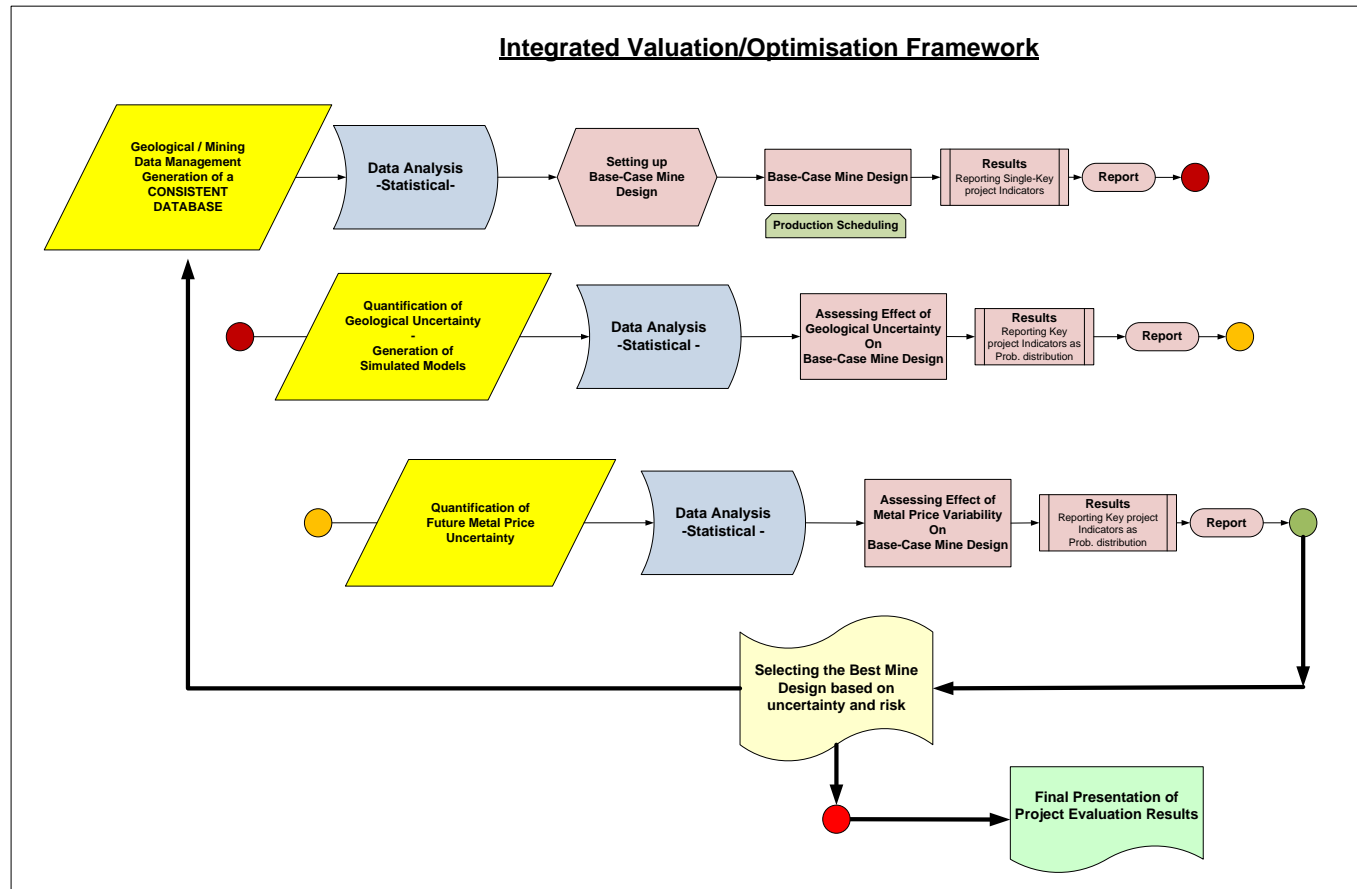 Integrated Valuation/Optimisation Framework
Geological / Mining
Data Management
Generation of a
CONSISTENT
DATABASE
Data Analysis
-Statistical-
Setting up
Base-Case Mine
Design
Base-Case Mine Design
Production Scheduling
Results
Reporting Single-Key
project Indicators
Report
Quantification of
Geological Uncertainty
-
Generation of
Simulated Models
Data Analysis
-Statistical -
Assessing Effect of
Geological Uncertainty
On
Base-Case Mine Design
Results
Reporting Key
project Indicators as
Prob. distribution
Report
Quantification of
Future Metal Price
Uncertainty
Data Analysis
-Statistical -
Assessing Effect of
Metal Price Variability
On
Base-Case Mine Design
Results
Reporting Key project
Indicators as
Prob. distribution
Report
Selecting the Best Mine
Design based on
uncertainty and risk
Final Presentation of
Project Evaluation Results